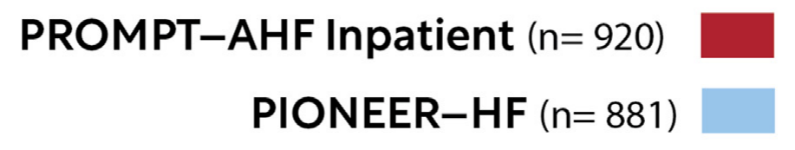 PROMPT–AHF Inpatient (n= 920)
PIONEER–HF (n= 881)